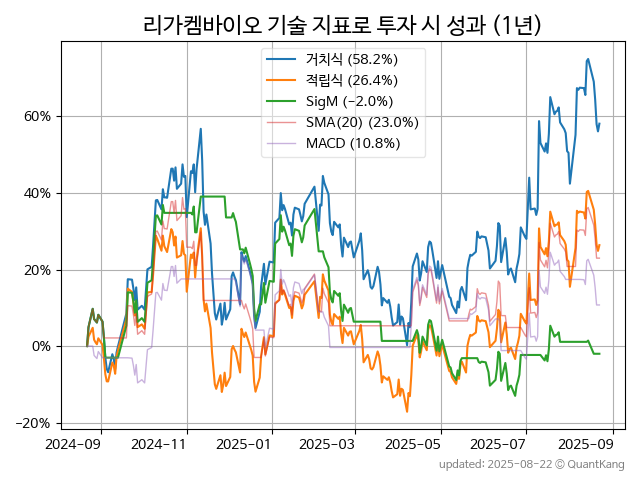 리가켐바이오 기술 지표로 투자 시 성과 (1년)
거치식 (58.2%)
적립식 (26.4%)
SigM (-2.0%)
SMA(20) (23.0%)
MACD (10.8%)
60%
40%
20%
0%
-20%
2024-09 2024-11 2025-01 2025-03 2025-05 2025-07 2025-09
updated: 2025-08-22 © QuantKang